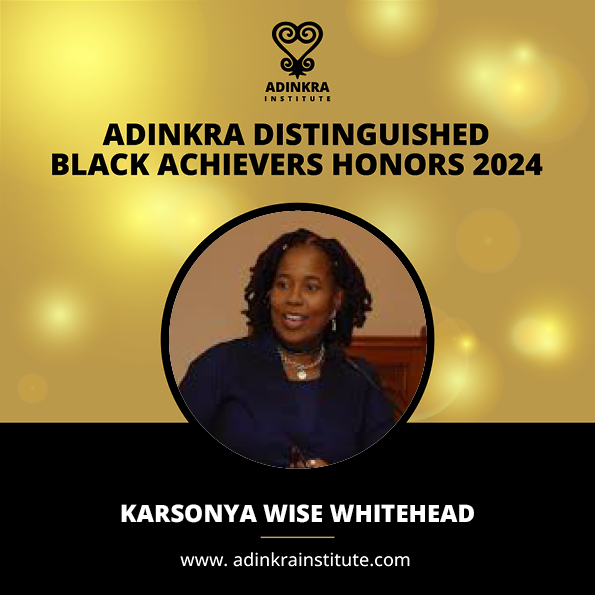 ADINKRA
INSTITUTE
ADINKRA DISTINGUISHED
BLACK ACHIEVERS HONORS 2024
KARSONYA WISE WHITEHEAD
www. adinkrainstitute.com